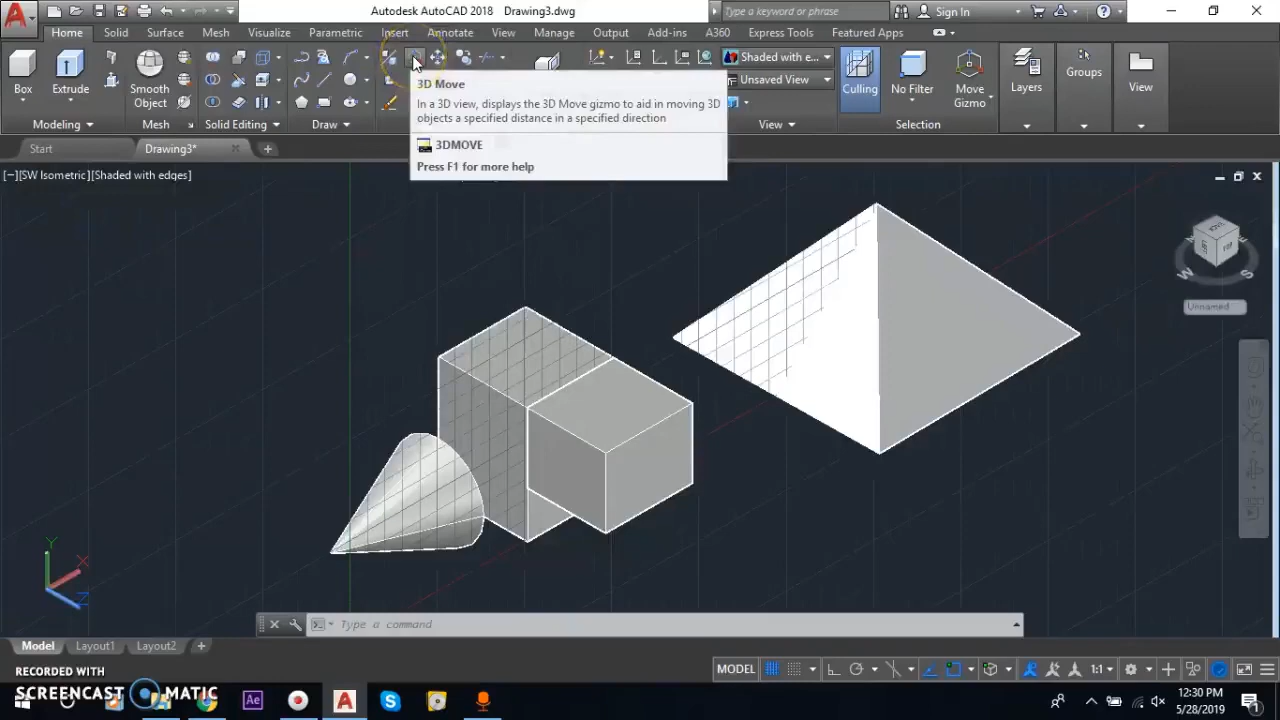 Autodesk AutoCAD 2018 Drawing3.dwg
Type a keyword or phrase
Sign In
Home Solid Surface Mesh Visualize Parametric Insert Annotate View Manage Output Add-ins A360 Express Tools Featured Apps
Shaded with e...
Unsaved View
Box
Extrude
Smooth
Object
Culling
No Filter
Move
Gizmo
Layers
Groups
View
Modeling
Mesh
Solid Editing
Draw
View
Selection
3D Move
In a 3D view, displays the 3D Move gizmo to aid in moving 3D
objects a specified distance in a specified direction
3DMOVE
Press F1 for more help
Start
Drawing3*
[−][SW Isometric][Shaded with edges]
W
S
Unnamed
Y
X
Z
Type a command
Model Layout1 Layout2
MODEL
1:1
RECORDED WITH
SCREENCAST MATIC
Ae
A
12:30 PM
5/28/2019